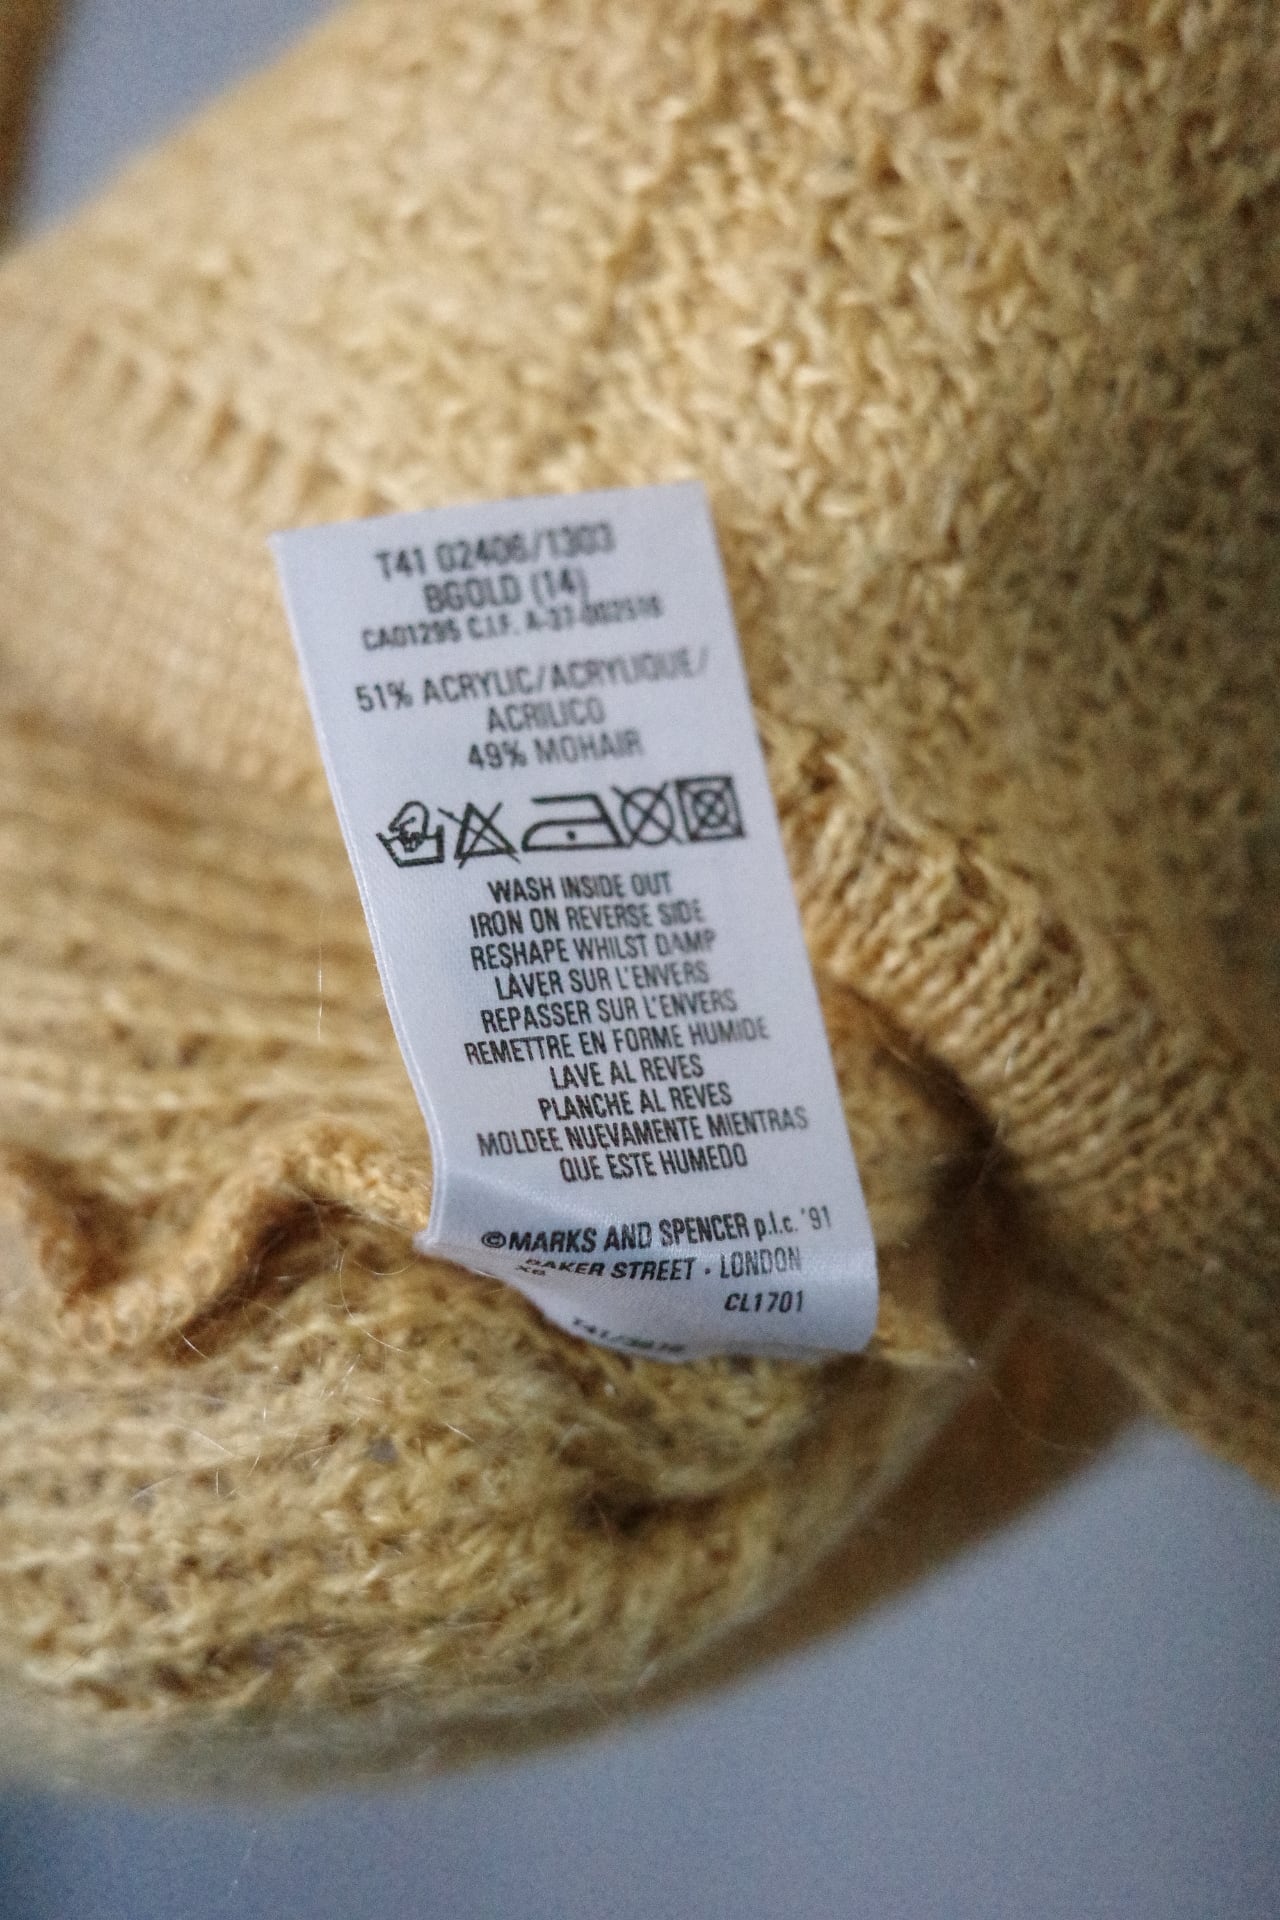 T41 02406/1303
BGOLD (14)
CA01295 C.I.F. A-37-002516
51% ACRYLIC/ACRYLIQUE/
ACRILICO
49% MOHAIR
WASH INSIDE OUT
IRON ON REVERSE SIDE
RESHAPE WHILST DAMP
LAVER SUR L'ENVERS
REPASSER SUR L'ENVERS
REMETTRE EN FORME HUMIDE
LAVE AL REVES
PLANCHE AL REVES
MOLDEE NUEVAMENTE MIENTRAS
QUE ESTE HUMEDO
©MARKS AND SPENCER p.l.c. '91
BAKER STREET · LONDON
CL1701